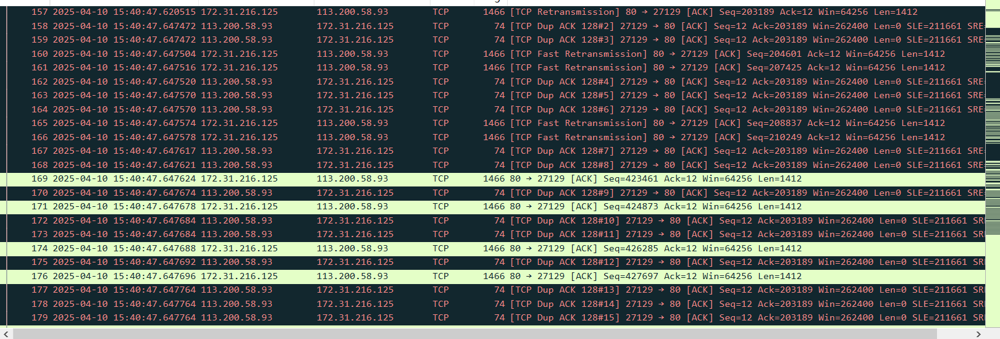 157 2025-04-10 15:40:47.620515 172.31.216.125 113.200.58.93 TCP 1466 [TCP Retransmission] 80 → 27129 [ACK] Seq=203189 Ack=12 Win=64256 Len=1412
158 2025-04-10 15:40:47.647472 113.200.58.93 172.31.216.125 TCP 74 [TCP Dup ACK 128#2] 27129 → 80 [ACK] Seq=12 Ack=203189 Win=262400 Len=0 SLE=211661 SRE
159 2025-04-10 15:40:47.647472 113.200.58.93 172.31.216.125 TCP 74 [TCP Dup ACK 128#3] 27129 → 80 [ACK] Seq=12 Ack=203189 Win=262400 Len=0 SLE=211661 SRE
160 2025-04-10 15:40:47.647504 172.31.216.125 113.200.58.93 TCP 1466 [TCP Fast Retransmission] 80 → 27129 [ACK] Seq=204601 Ack=12 Win=64256 Len=1412
161 2025-04-10 15:40:47.647516 172.31.216.125 113.200.58.93 TCP 1466 [TCP Fast Retransmission] 80 → 27129 [ACK] Seq=207425 Ack=12 Win=64256 Len=1412
162 2025-04-10 15:40:47.647520 113.200.58.93 172.31.216.125 TCP 74 [TCP Dup ACK 128#4] 27129 → 80 [ACK] Seq=12 Ack=203189 Win=262400 Len=0 SLE=211661 SRE
163 2025-04-10 15:40:47.647570 113.200.58.93 172.31.216.125 TCP 74 [TCP Dup ACK 128#5] 27129 → 80 [ACK] Seq=12 Ack=203189 Win=262400 Len=0 SLE=211661 SRE
164 2025-04-10 15:40:47.647570 113.200.58.93 172.31.216.125 TCP 74 [TCP Dup ACK 128#6] 27129 → 80 [ACK] Seq=12 Ack=203189 Win=262400 Len=0 SLE=211661 SRE
165 2025-04-10 15:40:47.647574 172.31.216.125 113.200.58.93 TCP 1466 [TCP Fast Retransmission] 80 → 27129 [ACK] Seq=208837 Ack=12 Win=64256 Len=1412
166 2025-04-10 15:40:47.647578 172.31.216.125 113.200.58.93 TCP 1466 [TCP Fast Retransmission] 80 → 27129 [ACK] Seq=210249 Ack=12 Win=64256 Len=1412
167 2025-04-10 15:40:47.647617 113.200.58.93 172.31.216.125 TCP 74 [TCP Dup ACK 128#7] 27129 → 80 [ACK] Seq=12 Ack=203189 Win=262400 Len=0 SLE=211661 SRE
168 2025-04-10 15:40:47.647621 113.200.58.93 172.31.216.125 TCP 74 [TCP Dup ACK 128#8] 27129 → 80 [ACK] Seq=12 Ack=203189 Win=262400 Len=0 SLE=211661 SRE
169 2025-04-10 15:40:47.647624 172.31.216.125 113.200.58.93 TCP 1466 80 → 27129 [ACK] Seq=423461 Ack=12 Win=64256 Len=1412
170 2025-04-10 15:40:47.647674 113.200.58.93 172.31.216.125 TCP 74 [TCP Dup ACK 128#9] 27129 → 80 [ACK] Seq=12 Ack=203189 Win=262400 Len=0 SLE=211661 SRE
171 2025-04-10 15:40:47.647678 172.31.216.125 113.200.58.93 TCP 1466 80 → 27129 [ACK] Seq=424873 Ack=12 Win=64256 Len=1412
172 2025-04-10 15:40:47.647684 113.200.58.93 172.31.216.125 TCP 74 [TCP Dup ACK 128#10] 27129 → 80 [ACK] Seq=12 Ack=203189 Win=262400 Len=0 SLE=211661 SR
173 2025-04-10 15:40:47.647684 113.200.58.93 172.31.216.125 TCP 74 [TCP Dup ACK 128#11] 27129 → 80 [ACK] Seq=12 Ack=203189 Win=262400 Len=0 SLE=211661 SR
174 2025-04-10 15:40:47.647688 172.31.216.125 113.200.58.93 TCP 1466 80 → 27129 [ACK] Seq=426285 Ack=12 Win=64256 Len=1412
175 2025-04-10 15:40:47.647692 113.200.58.93 172.31.216.125 TCP 74 [TCP Dup ACK 128#12] 27129 → 80 [ACK] Seq=12 Ack=203189 Win=262400 Len=0 SLE=211661 SR
176 2025-04-10 15:40:47.647696 172.31.216.125 113.200.58.93 TCP 1466 80 → 27129 [ACK] Seq=427697 Ack=12 Win=64256 Len=1412
177 2025-04-10 15:40:47.647764 113.200.58.93 172.31.216.125 TCP 74 [TCP Dup ACK 128#13] 27129 → 80 [ACK] Seq=12 Ack=203189 Win=262400 Len=0 SLE=211661 SR
178 2025-04-10 15:40:47.647764 113.200.58.93 172.31.216.125 TCP 74 [TCP Dup ACK 128#14] 27129 → 80 [ACK] Seq=12 Ack=203189 Win=262400 Len=0 SLE=211661 SR
179 2025-04-10 15:40:47.647764 113.200.58.93 172.31.216.125 TCP 74 [TCP Dup ACK 128#15] 27129 → 80 [ACK] Seq=12 Ack=203189 Win=262400 Len=0 SLE=211661 SR